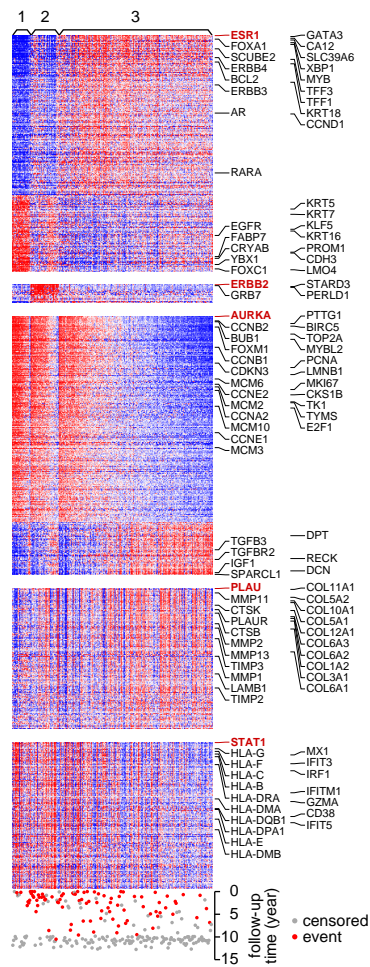 1 2 3
ESR1
FOXA1
SCUBE2
ERBB4
BCL2
ERBB3
AR
RARA
EGFR
FABP7
CRYAB
YBX1
FOXC1
GATA3
CA12
SLC39A6
XBP1
MYB
TFF3
TFF1
KRT18
CCND1
KRT5
KRT7
KLF5
KRT16
PROM1
CDH3
LMO4
ERBB2
GRB7
STARD3
PERLD1
AURKA
CCNB2
BUB1
FOXM1
CCNB1
CDKN3
MCM6
CCNE2
MCM2
CCNA2
MCM10
CCNE1
MCM3
TGFB3
TGFBR2
IGF1
SPARCL1
PTTG1
BIRC5
TOP2A
MYBL2
PCNA
LMNB1
MKI67
CKS1B
TK1
TYMS
E2F1
DPT
RECK
DCN
PLAU
MMP11
CTSK
PLAUR
CTSB
MMP2
MMP13
TIMP3
MMP1
LAMB1
TIMP2
COL11A1
COL5A2
COL10A1
COL5A1
COL12A1
COL6A3
COL6A2
COL1A2
COL3A1
COL6A1
STAT1
HLA-G
HLA-F
HLA-C
HLA-B
HLA-DRA
HLA-DMA
HLA-DQB1
HLA-DPA1
HLA-E
HLA-DMB
MX1
IFIT3
IRF1
IFITM1
GZMA
CD38
IFIT5
0
5
10
15
follow-up
time (year)
censored
event